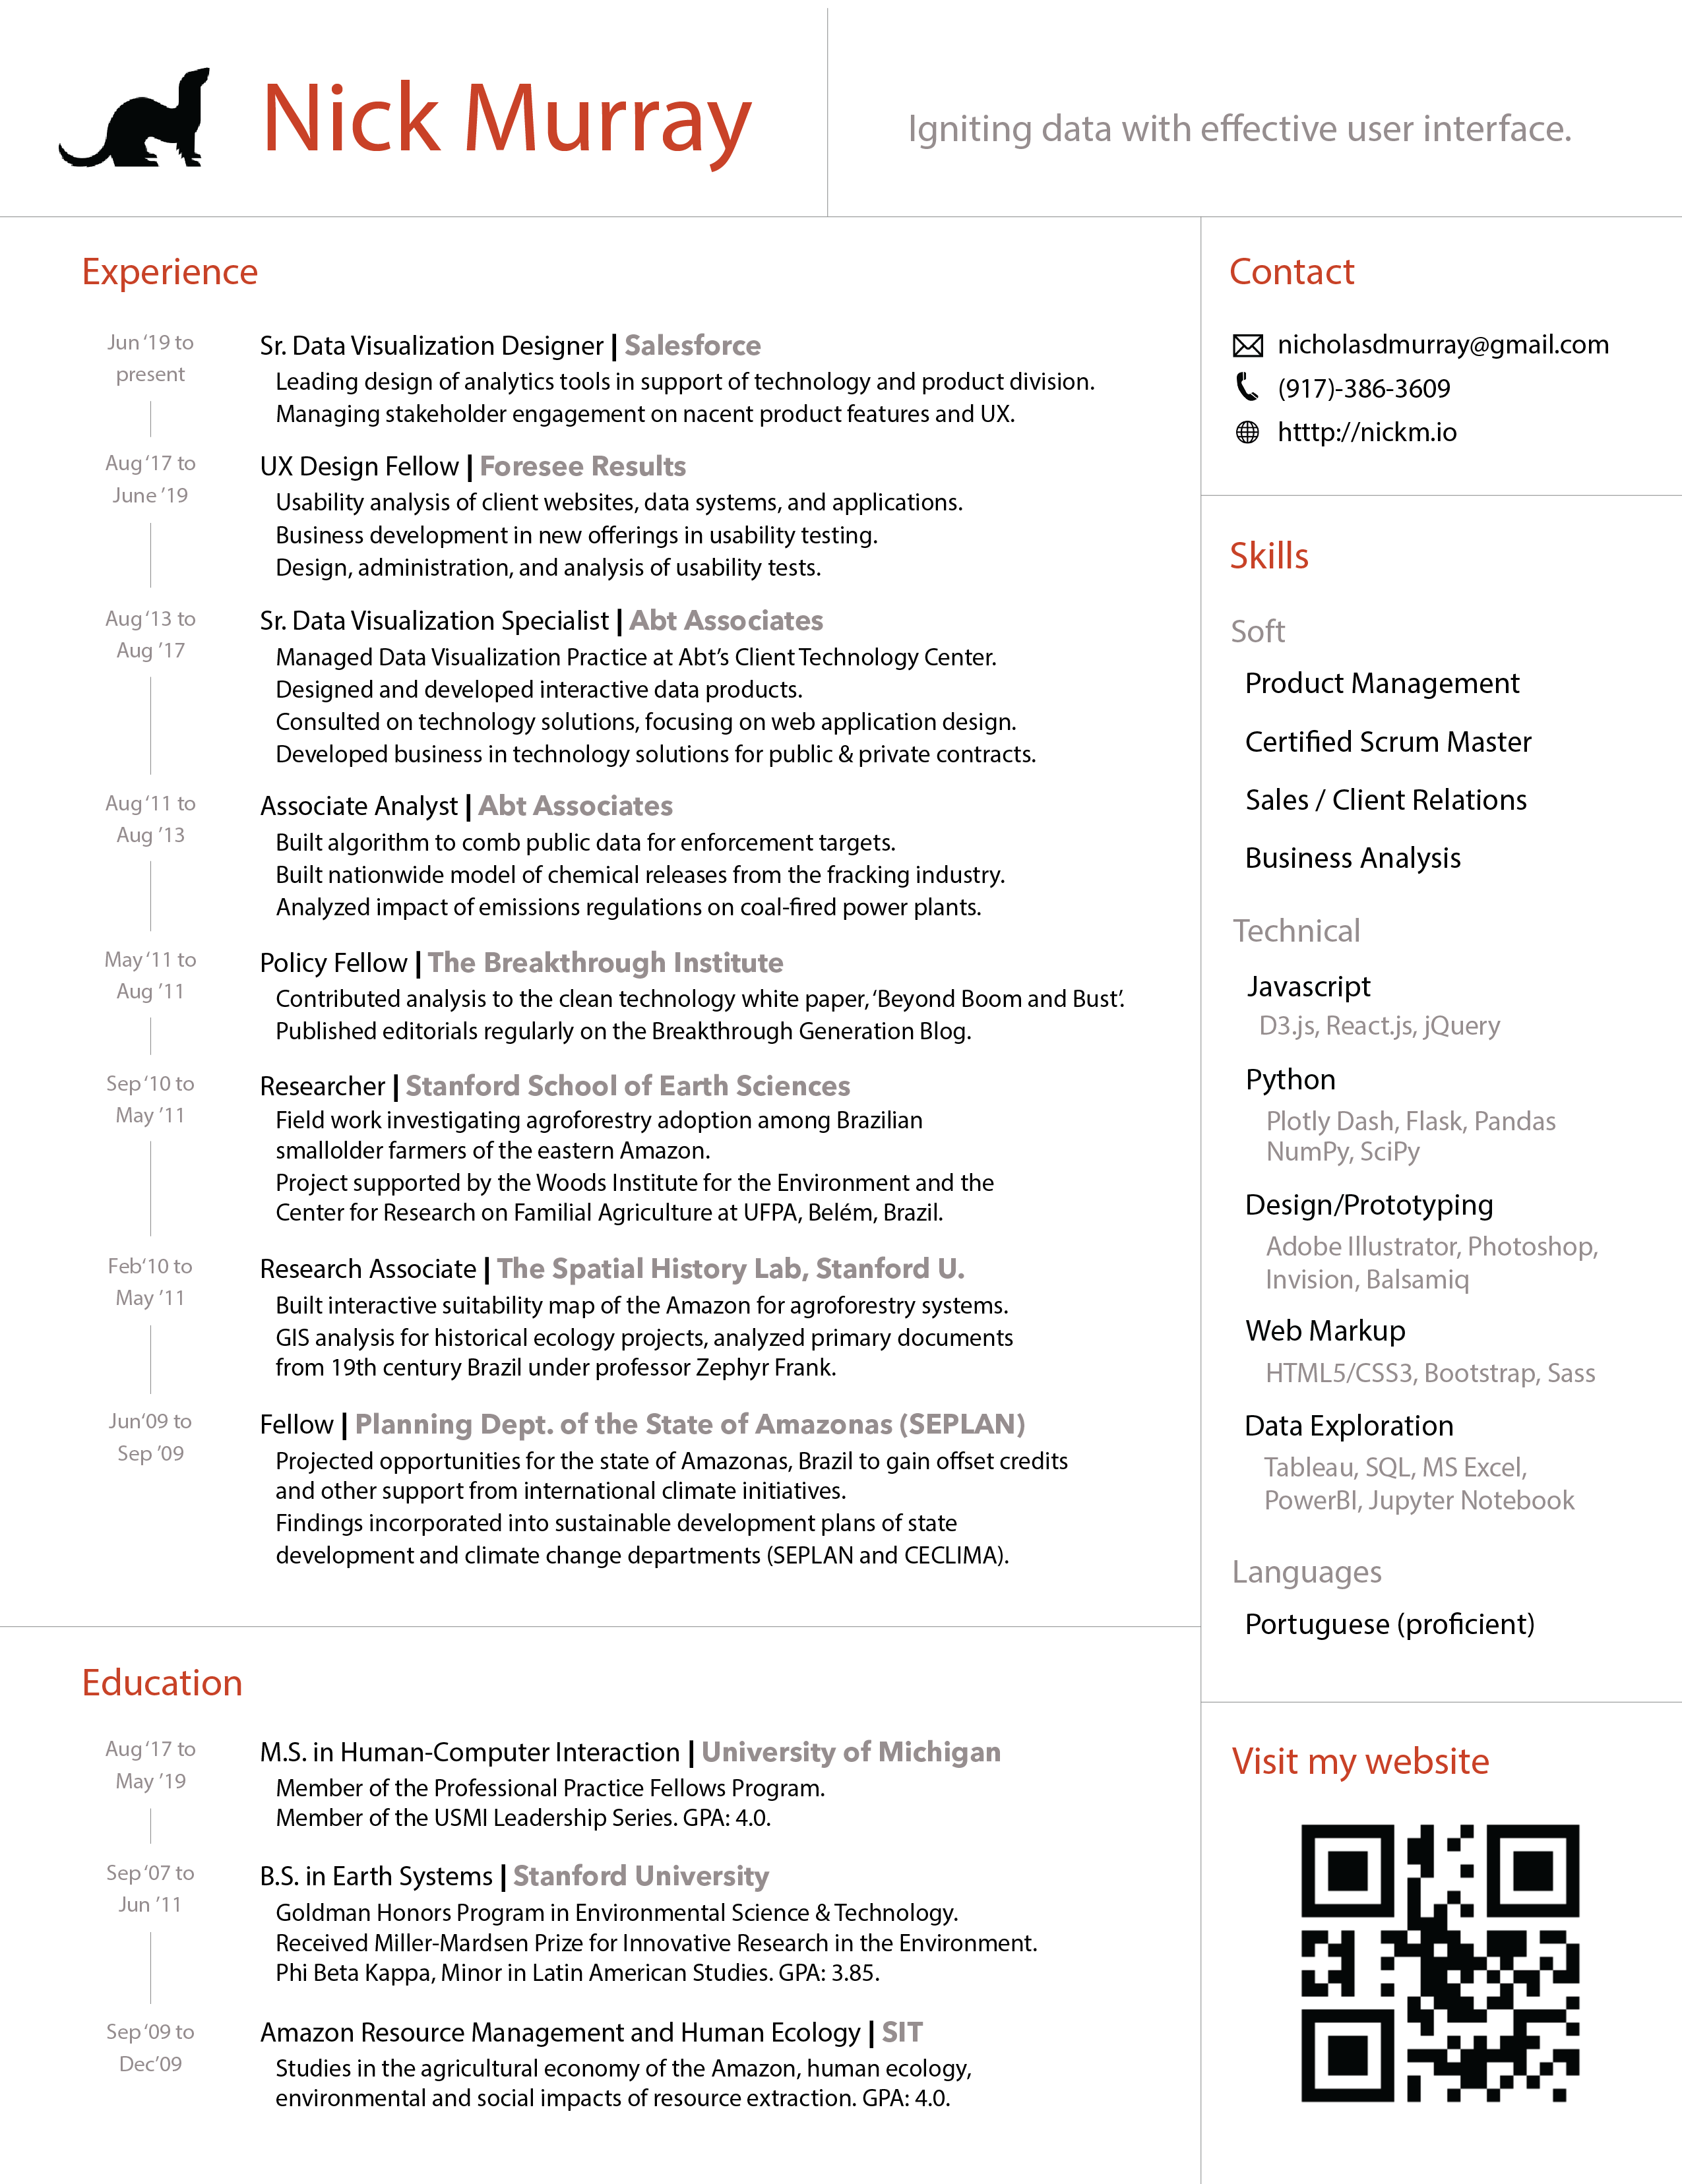 Nick Murray
Igniting data with effective user interface.
Experience
Jun ‘19 to
present
Sr. Data Visualization Designer | Salesforce
Leading design of analytics tools in support of technology and product division.
Managing stakeholder engagement on nacent product features and UX.
Aug ‘17 to
June ’19
UX Design Fellow | Foresee Results
Usability analysis of client websites, data systems, and applications.
Business development in new offerings in usability testing.
Design, administration, and analysis of usability tests.
Aug ‘13 to
Aug ’17
Sr. Data Visualization Specialist | Abt Associates
Managed Data Visualization Practice at Abt’s Client Technology Center.
Designed and developed interactive data products.
Consulted on technology solutions, focusing on web application design.
Developed business in technology solutions for public & private contracts.
Aug ‘11 to
Aug ’13
Associate Analyst | Abt Associates
Built algorithm to comb public data for enforcement targets.
Built nationwide model of chemical releases from the fracking industry.
Analyzed impact of emissions regulations on coal-fired power plants.
May ‘11 to
Aug ’11
Policy Fellow | The Breakthrough Institute
Contributed analysis to the clean technology white paper, ‘Beyond Boom and Bust’.
Published editorials regularly on the Breakthrough Generation Blog.
Sep ‘10 to
May ’11
Researcher | Stanford School of Earth Sciences
Field work investigating agroforestry adoption among Brazilian
smallolder farmers of the eastern Amazon.
Project supported by the Woods Institute for the Environment and the
Center for Research on Familial Agriculture at UFPA, Belém, Brazil.
Feb‘10 to
May ’11
Research Associate | The Spatial History Lab, Stanford U.
Built interactive suitability map of the Amazon for agroforestry systems.
GIS analysis for historical ecology projects, analyzed primary documents
from 19th century Brazil under professor Zephyr Frank.
Jun‘09 to
Sep ’09
Fellow | Planning Dept. of the State of Amazonas (SEPLAN)
Projected opportunities for the state of Amazonas, Brazil to gain offset credits
and other support from international climate initiatives.
Findings incorporated into sustainable development plans of state
development and climate change departments (SEPLAN and CECLIMA).
Education
Aug ‘17 to
May ’19
M.S. in Human-Computer Interaction | University of Michigan
Member of the Professional Practice Fellows Program.
Member of the USMI Leadership Series. GPA: 4.0.
Sep ‘07 to
Jun ’11
B.S. in Earth Systems | Stanford University
Goldman Honors Program in Environmental Science & Technology.
Received Miller-Mardsen Prize for Innovative Research in the Environment.
Phi Beta Kappa, Minor in Latin American Studies. GPA: 3.85.
Sep ‘09 to
Dec’09
Amazon Resource Management and Human Ecology | SIT
Studies in the agricultural economy of the Amazon, human ecology,
environmental and social impacts of resource extraction. GPA: 4.0.
Contact
nicholasdmurray@gmail.com
(917)-386-3609
htttp://nickm.io
Skills
Soft
Product Management
Certified Scrum Master
Sales / Client Relations
Business Analysis
Technical
Javascript
D3.js, React.js, jQuery
Python
Plotly Dash, Flask, Pandas
NumPy, SciPy
Design/Prototyping
Adobe Illustrator, Photoshop,
Invision, Balsamiq
Web Markup
HTML5/CSS3, Bootstrap, Sass
Data Exploration
Tableau, SQL, MS Excel,
PowerBI, Jupyter Notebook
Languages
Portuguese (proficient)
Visit my website